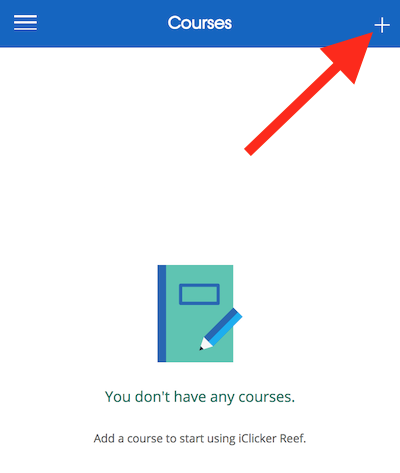 Courses
You don't have any courses.
Add a course to start using iClicker Reef.